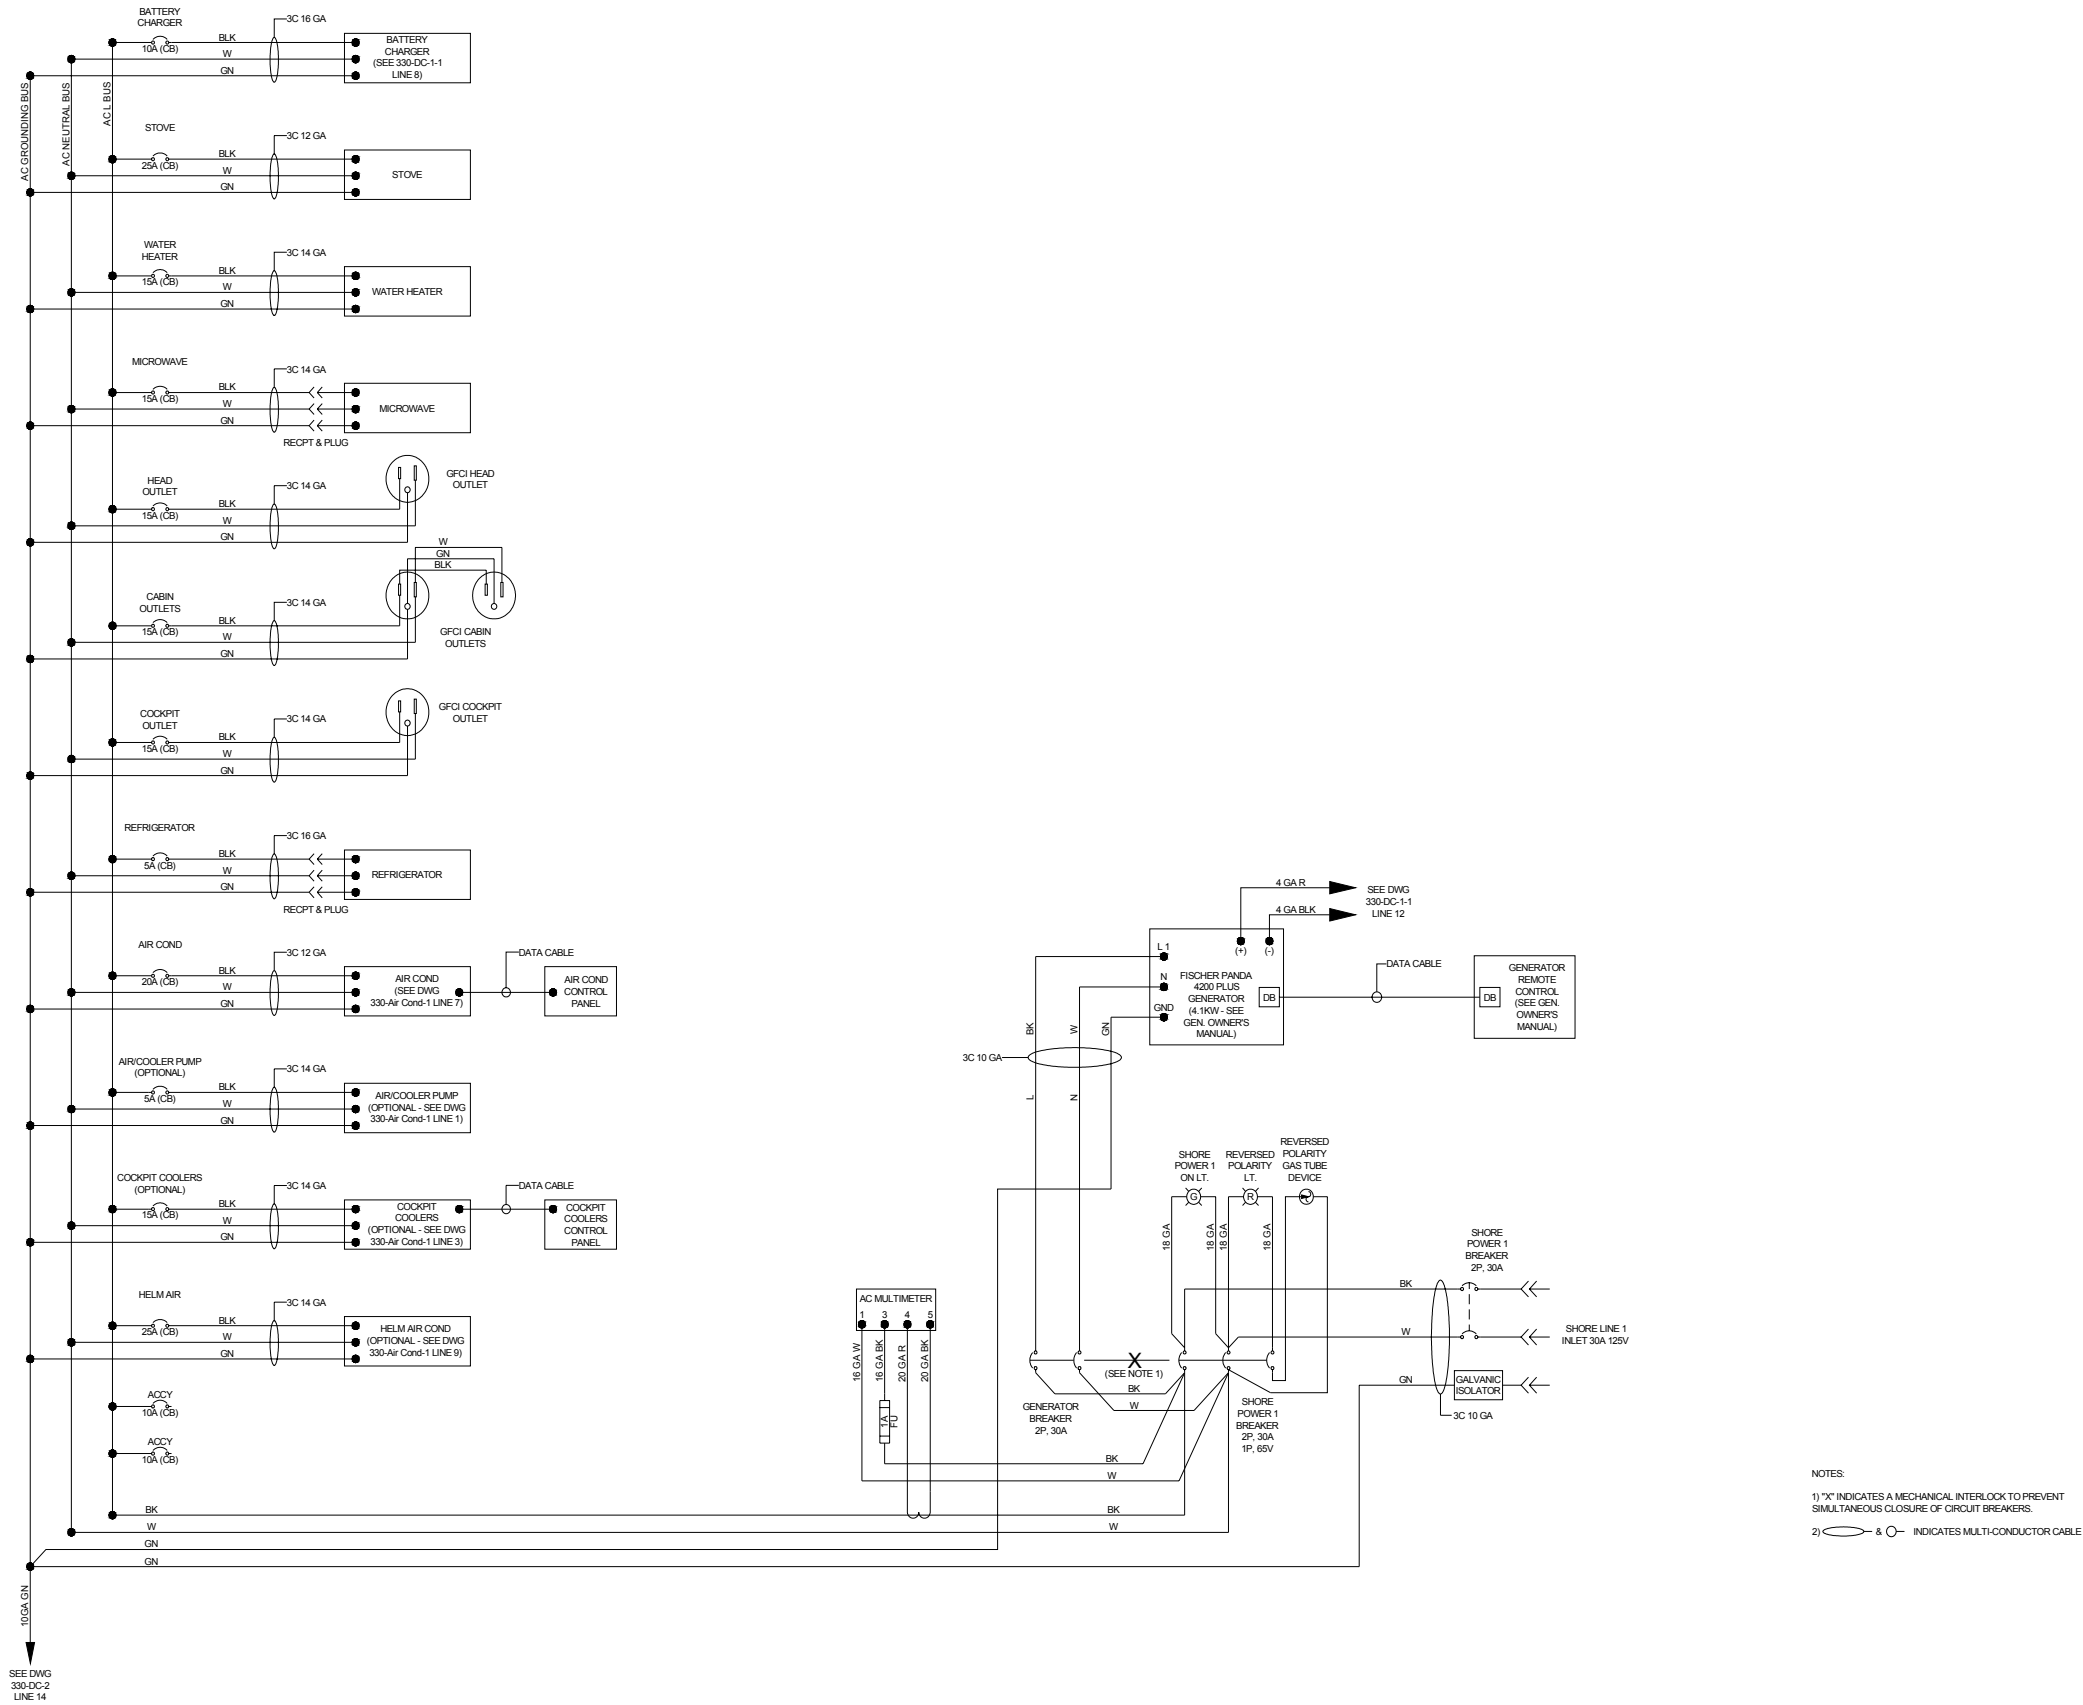 BATTERY
CHARGER
10A (CB)
BLK
W
GN
3C 16 GA
BATTERY
CHARGER
(SEE 330-DC-1-1
LINE 8)
AC GROUNDING BUS
AC NEUTRAL BUS
AC L BUS
STOVE
25A (CB)
BLK
W
GN
3C 12 GA
STOVE
WATER
HEATER
15A (CB)
BLK
W
GN
3C 14 GA
WATER HEATER
MICROWAVE
15A (CB)
BLK
W
GN
3C 14 GA
MICROWAVE
RECPT & PLUG
HEAD
OUTLET
15A (CB)
BLK
W
GN
3C 14 GA
GFCI HEAD
OUTLET
CABIN
OUTLETS
15A (CB)
BLK
W
GN
3C 14 GA
W
GN
BLK
GFCI CABIN
OUTLETS
COCKPIT
OUTLET
15A (CB)
BLK
W
GN
3C 14 GA
GFCI COCKPIT
OUTLET
REFRIGERATOR
5A (CB)
BLK
W
GN
3C 16 GA
REFRIGERATOR
RECPT & PLUG
AIR COND
20A (CB)
BLK
W
GN
3C 12 GA
AIR COND
(SEE DWG
330-Air Cond-1 LINE 7)
DATA CABLE
AIR COND
CONTROL
PANEL
AIR/COOLER PUMP
(OPTIONAL)
5A (CB)
BLK
W
GN
3C 14 GA
AIR/COOLER PUMP
(OPTIONAL - SEE DWG
330-Air Cond-1 LINE 1)
COCKPIT COOLERS
(OPTIONAL)
15A (CB)
BLK
W
GN
3C 14 GA
COCKPIT
COOLERS
(OPTIONAL - SEE DWG
330-Air Cond-1 LINE 3)
DATA CABLE
COCKPIT
COOLERS
CONTROL
PANEL
HELM AIR
25A (CB)
BLK
W
GN
3C 14 GA
HELM AIR COND
(OPTIONAL - SEE DWG
330-Air Cond-1 LINE 9)
ACCY
10A (CB)
ACCY
10A (CB)
BK
W
GN
GN
10GA GN
SEE DWG
330-DC-2
LINE 14
4 GA R
4 GA BLK
SEE DWG
330-DC-1-1
LINE 12
L 1
N
GND
(+)
(-)
FISCHER PANDA
4200 PLUS
GENERATOR
(4.1KW - SEE
GEN. OWNER'S
MANUAL)
DB
DATA CABLE
DB
GENERATOR
REMOTE
CONTROL
(SEE GEN.
OWNER'S
MANUAL)
BK
W
GN
3C 10 GA
L
N
SHORE
POWER 1
ON LT.
REVERSED
POLARITY
LT.
REVERSED
POLARITY
GAS TUBE
DEVICE
G
R
18 GA
18 GA
18 GA
18 GA
AC MULTIMETER
1
3
4
5
16 GA W
16 GA BK
20 GA R
20 GA BK
1A
FU
X
(SEE NOTE 1)
BK
W
GENERATOR
BREAKER
2P, 30A
SHORE
POWER 1
BREAKER
2P, 30A
1P, 65V
BK
W
BK
W
SHORE
POWER 1
BREAKER
2P, 30A
BK
W
GN
GALVANIC
ISOLATOR
3C 10 GA
SHORE LINE 1
INLET 30A 125V
NOTES:
1) "X" INDICATES A MECHANICAL INTERLOCK TO PREVENT
SIMULTANEOUS CLOSURE OF CIRCUIT BREAKERS.
2) & INDICATES MULTI-CONDUCTOR CABLE